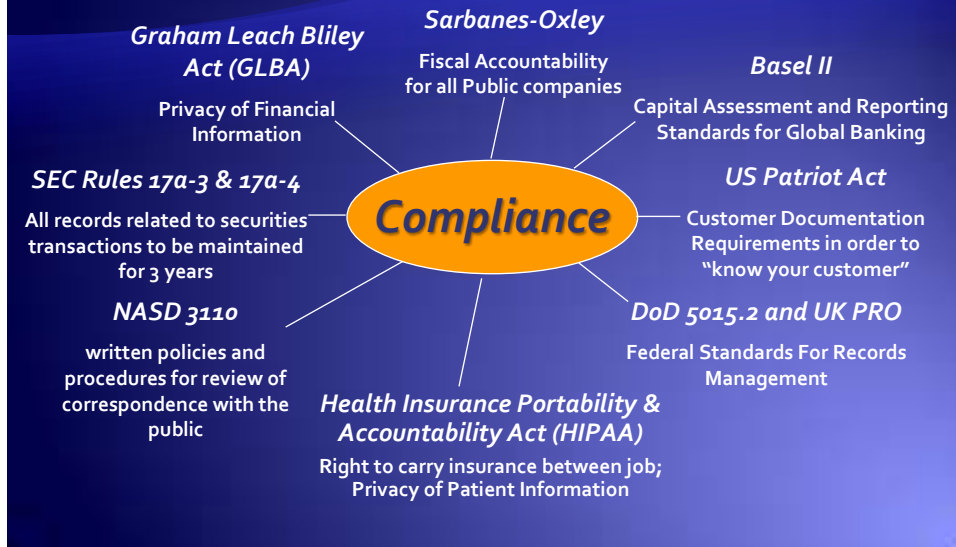 Graham Leach Bliley
Act (GLBA)
Privacy of Financial
Information
Sarbanes-Oxley
Fiscal Accountability
for all Public companies
Basel II
Capital Assessment and Reporting
Standards for Global Banking
SEC Rules 17a-3 & 17a-4
All records related to securities
transactions to be maintained
for 3 years
Compliance
US Patriot Act
Customer Documentation
Requirements in order to
“know your customer”
NASD 3110
written policies and
procedures for review of
correspondence with the
public
DoD 5015.2 and UK PRO
Federal Standards For Records
Management
Health Insurance Portability &
Accountability Act (HIPAA)
Right to carry insurance between job;
Privacy of Patient Information